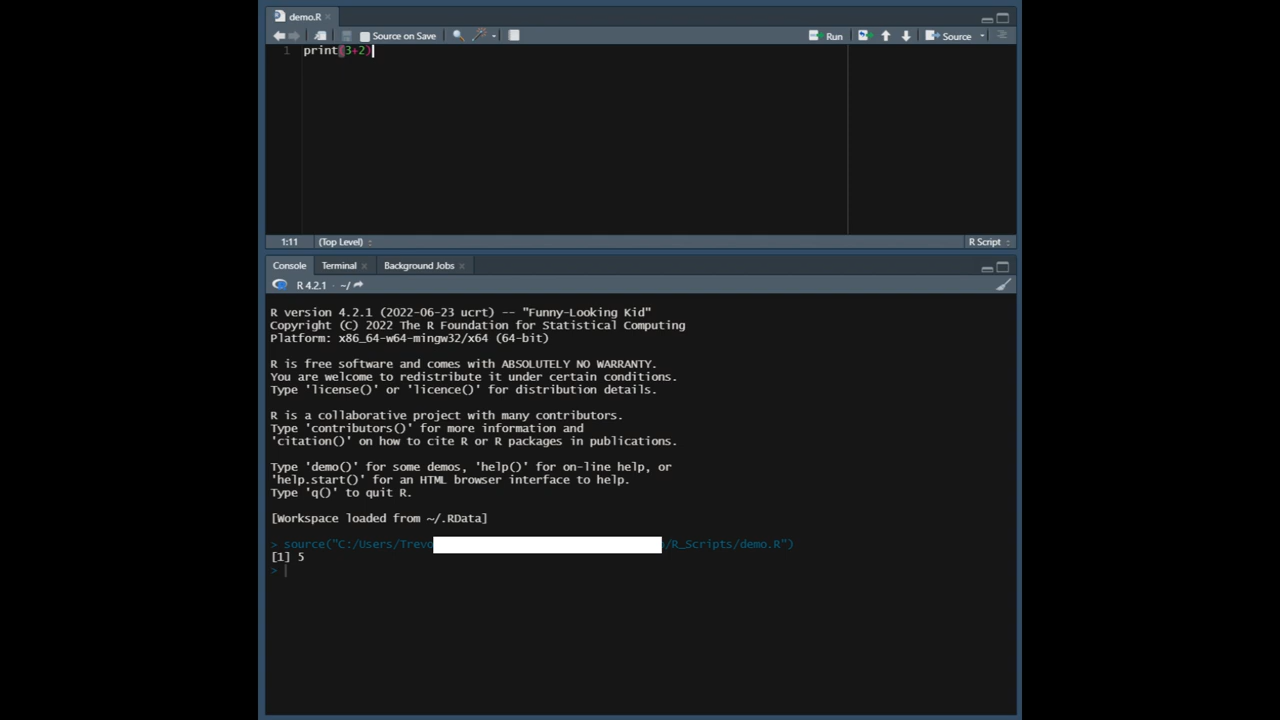 demo.R
Source on Save
Run
Source
1 print(3+2)
1:11 (Top Level) R Script
Console Terminal Background Jobs
R 4.2.1 · ~/
R version 4.2.1 (2022-06-23 ucrt) -- "Funny-Looking Kid"
Copyright (C) 2022 The R Foundation for Statistical Computing
Platform: x86_64-w64-mingw32/x64 (64-bit)
R is free software and comes with ABSOLUTELY NO WARRANTY.
You are welcome to redistribute it under certain conditions.
Type 'license()' or 'licence()' for distribution details.
R is a collaborative project with many contributors.
Type 'contributors()' for more information and
'citation()' on how to cite R or R packages in publications.
Type 'demo()' for some demos, 'help()' for on-line help, or
'help.start()' for an HTML browser interface to help.
Type 'q()' to quit R.
[Workspace loaded from ~/.RData]
> source("C:/Users/Trevo /R_Scripts/demo.R")
[1] 5
>